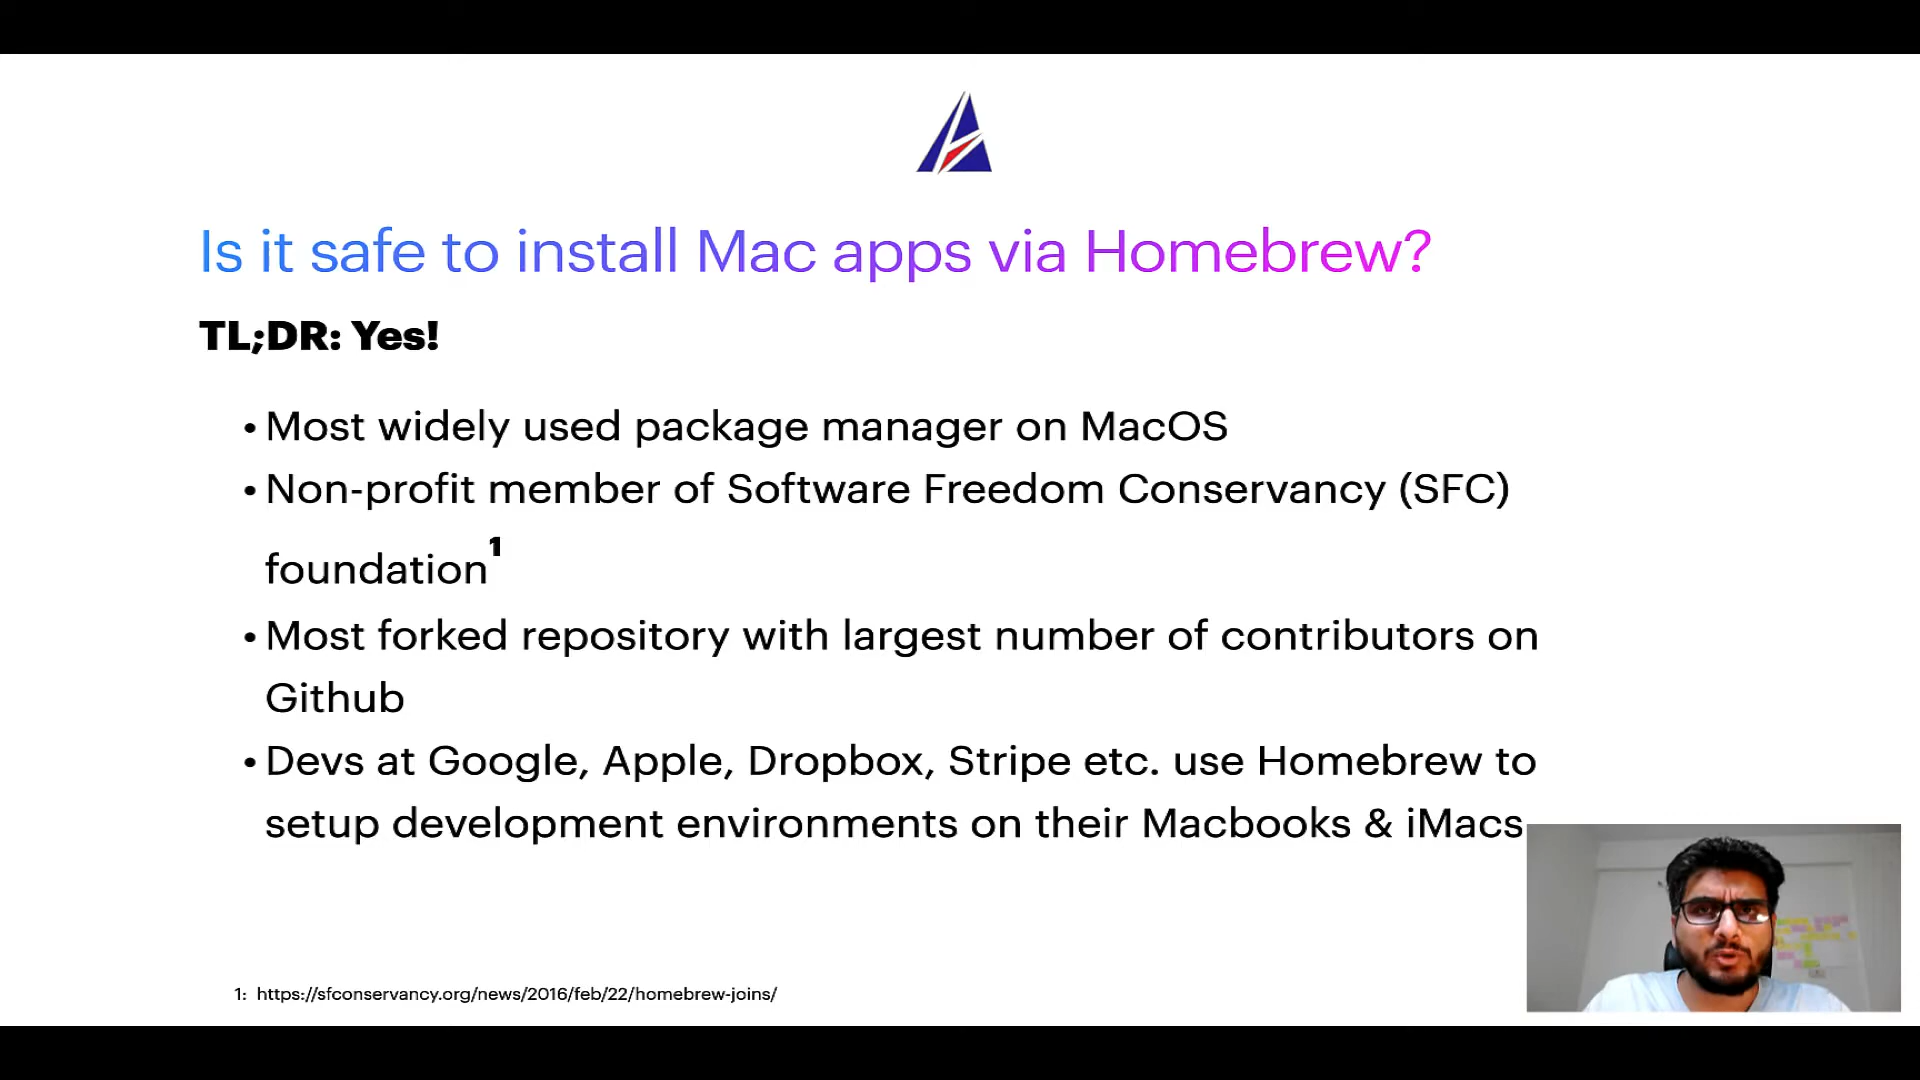 Is it safe to install Mac apps via Homebrew?
TL;DR: Yes!
• Most widely used package manager on MacOS
• Non-profit member of Software Freedom Conservancy (SFC)
foundation1
• Most forked repository with largest number of contributors on
Github
• Devs at Google, Apple, Dropbox, Stripe etc. use Homebrew to
setup development environments on their Macbooks & iMacs
1: https://sfconservancy.org/news/2016/feb/22/homebrew-joins/